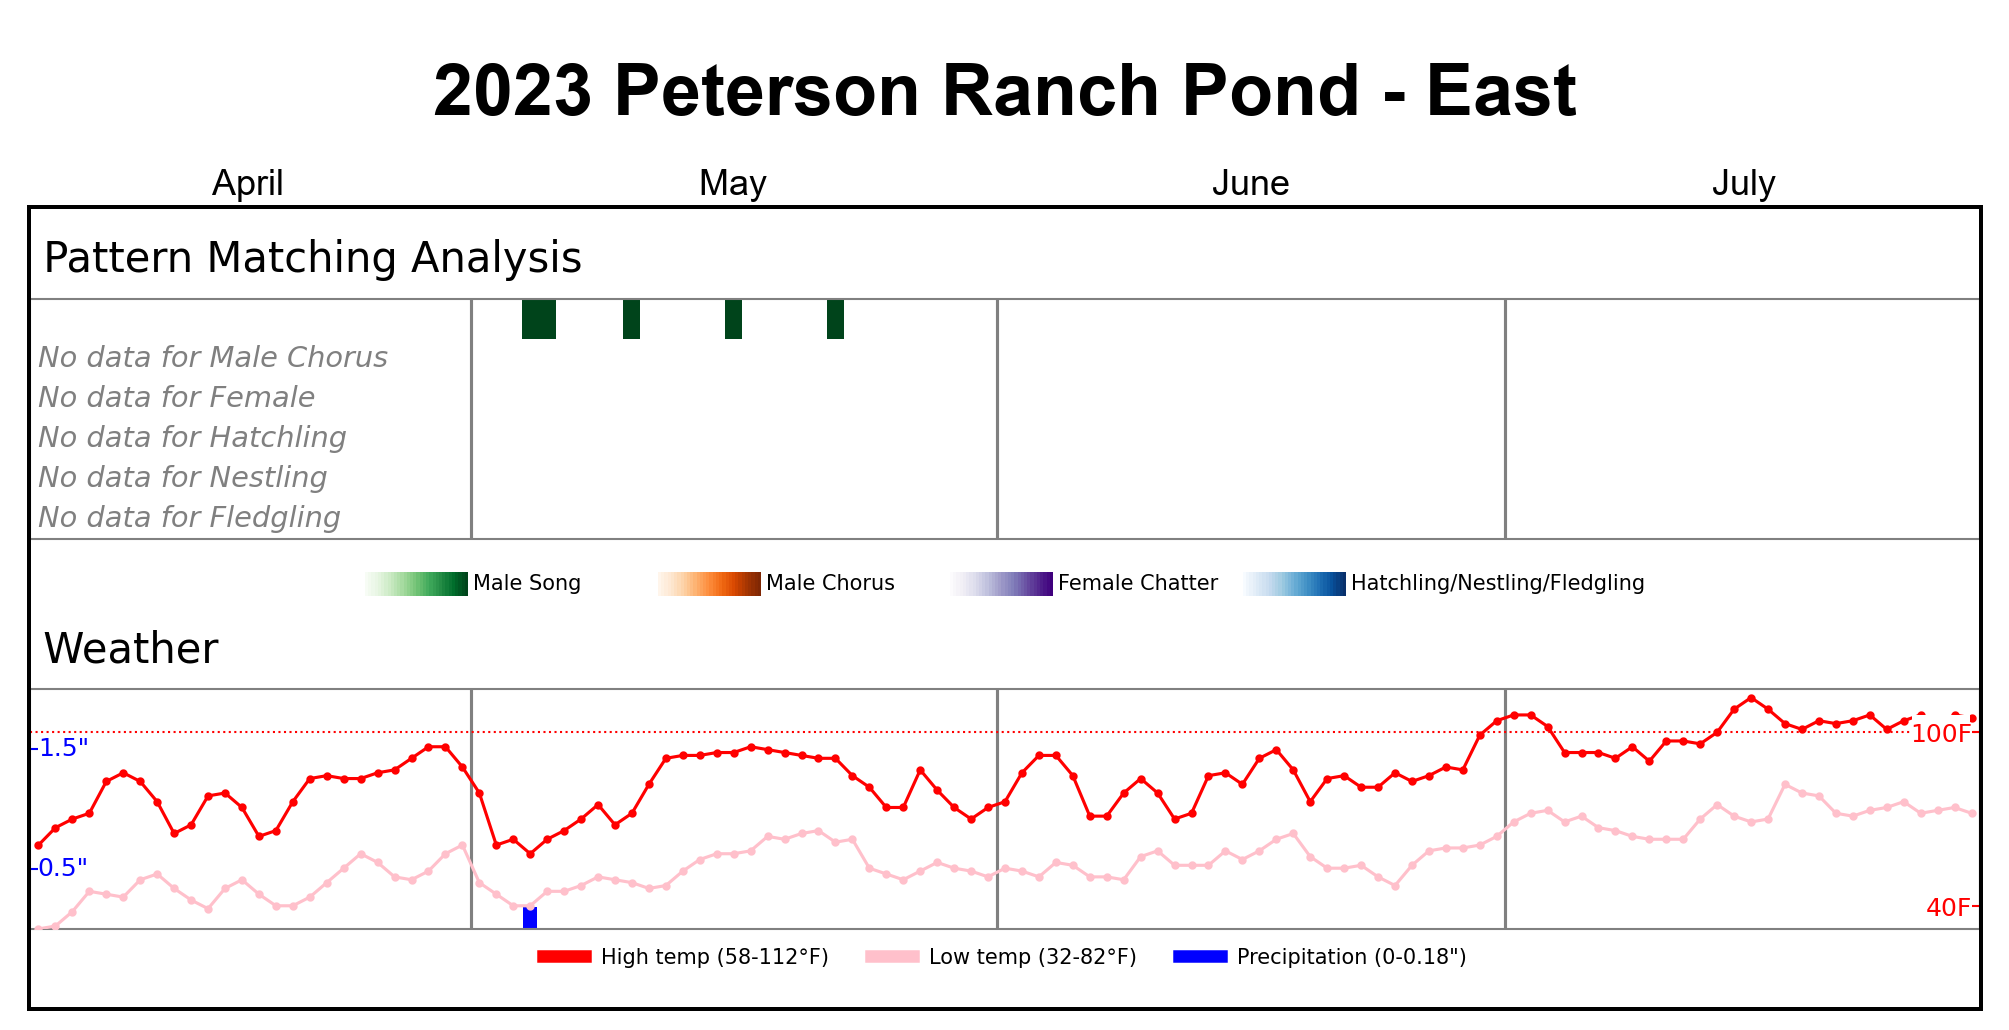 2023 Peterson Ranch Pond - East
April May June July
Pattern Matching Analysis
No data for Male Chorus
No data for Female
No data for Hatchling
No data for Nestling
No data for Fledgling
Male Song Male Chorus Female Chatter Hatchling/Nestling/Fledgling
Weather
100F
1.5"
0.5"
40F
High temp (58-112°F) Low temp (32-82°F) Precipitation (0-0.18")